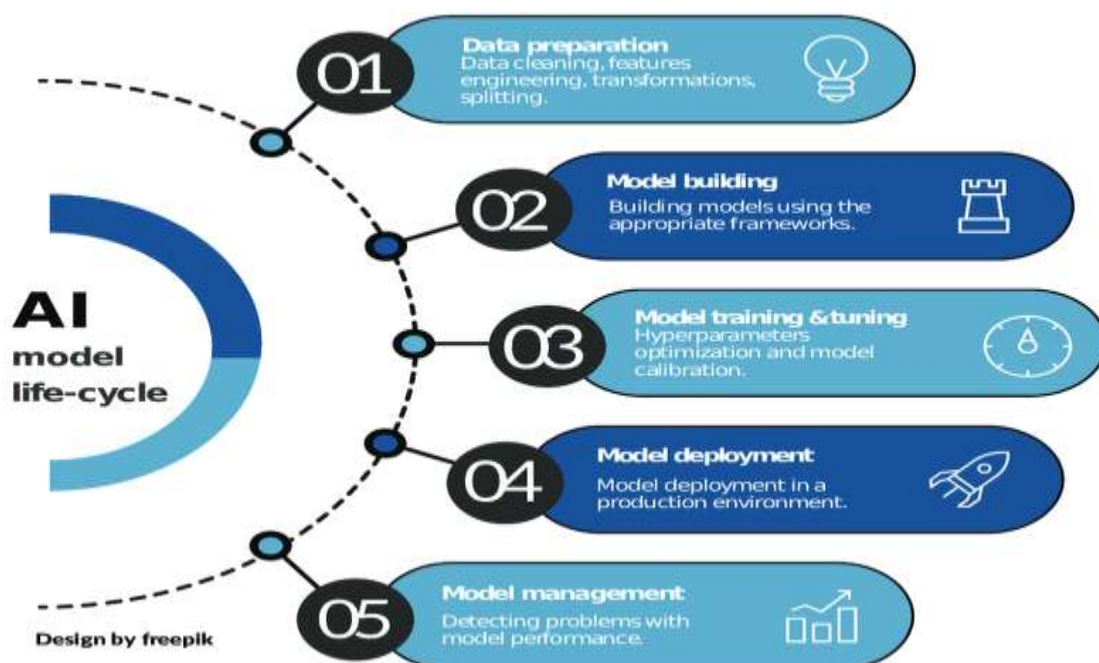 01
Data preparation
Data cleaning, features
engineering, transformations,
splitting.
02
Model building
Building models using the
appropriate frameworks.
AI
model
life-cycle
03
Model training &tuning
Hyperparameters
optimization and model
calibration.
04
Model deployment
Model deployment in a
production environment.
05
Model management
Detecting problems with
model performance.
Design by freepik